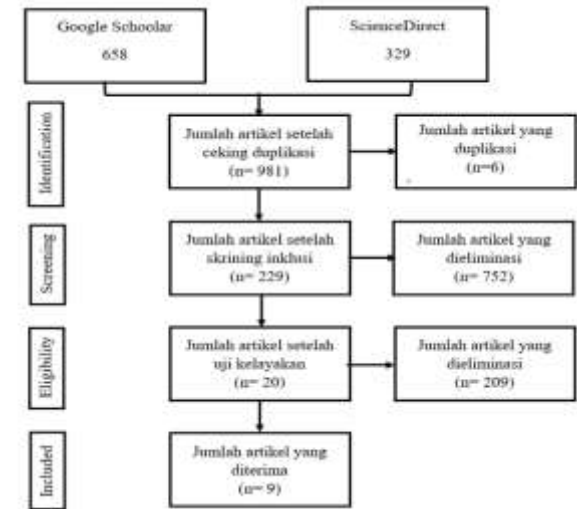 Google Schoolar
658
ScienceDirect
329
Identification
Jumlah artikel setelah
ceking duplikasi
(n= 981)
Jumlah artikel yang
duplikasi
(n=6)
Screening
Jumlah artikel setelah
skrining inklusi
(n= 229)
Jumlah artikel yang
dieliminasi
(n= 752)
Eligibility
Jumlah artikel setelah
uji kelayakan
(n= 20)
Jumlah artikel yang
dieliminasi
(n= 209)
Included
Jumlah artikel yang
diterima
(n= 9)